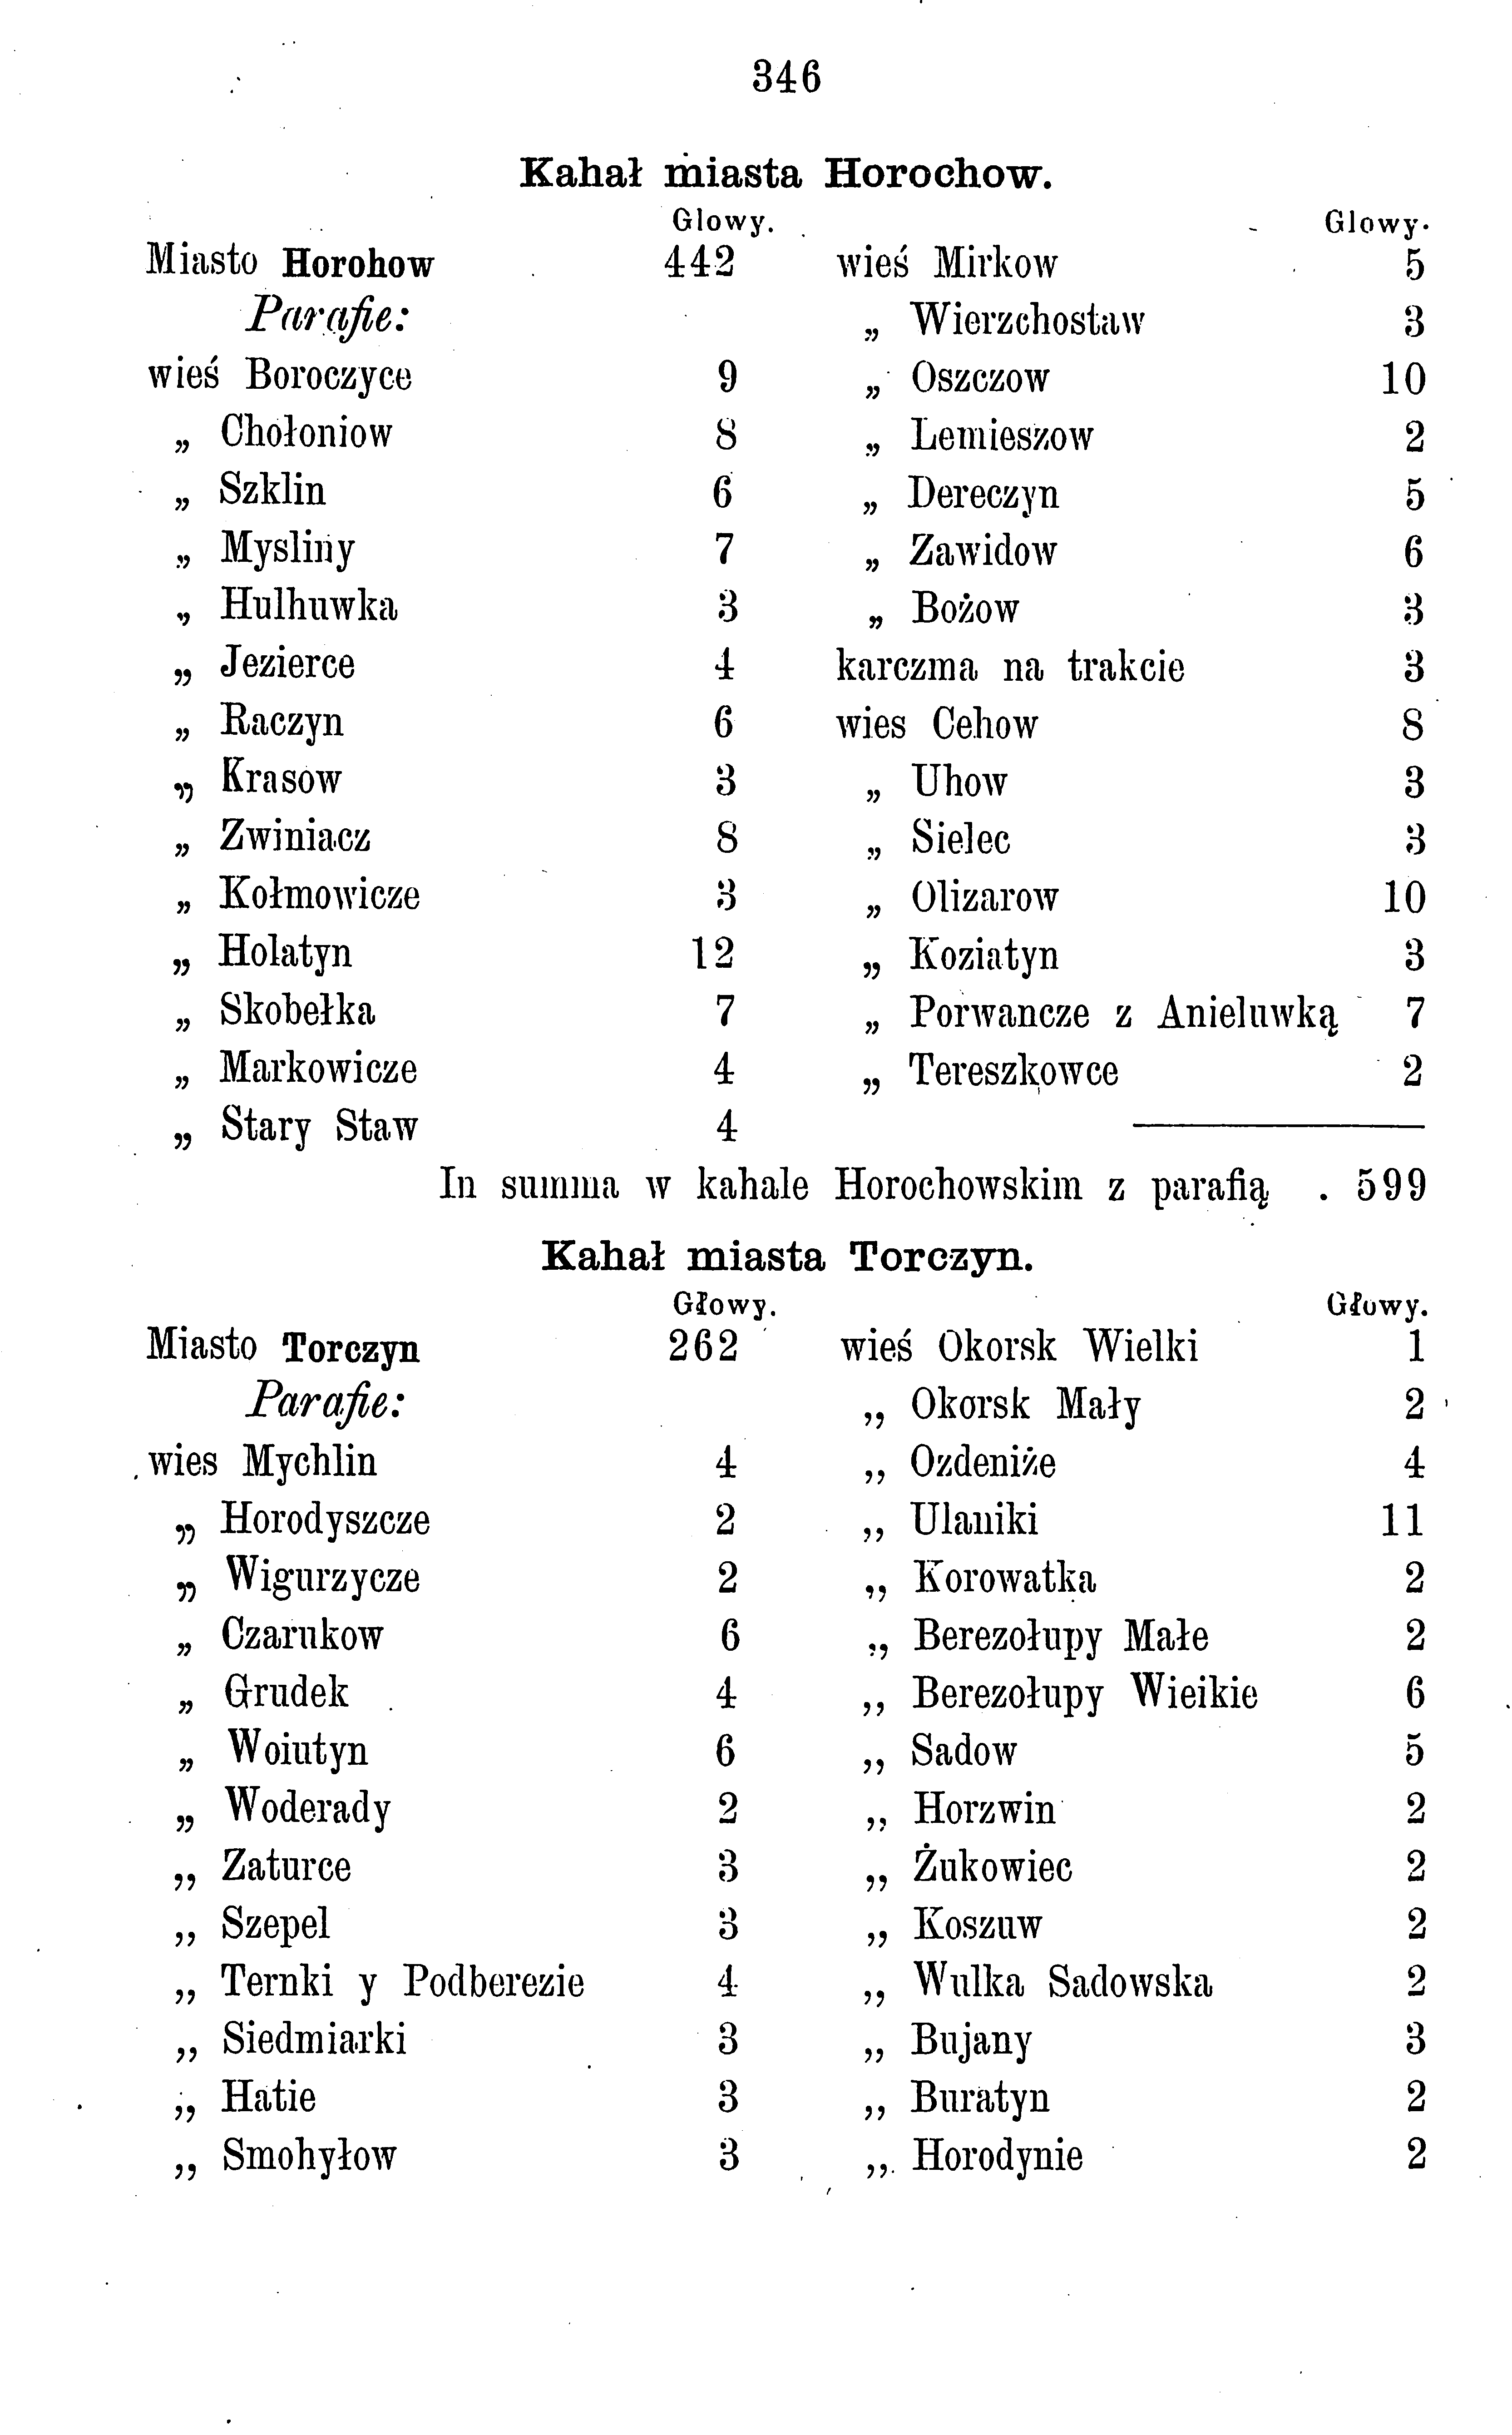 346
Kahał miasta Horochow.
Glowy.
Miasto Horohow 442
Parafie:
wieś Boroczyce 9
„ Chołoniow 8
„ Szklin 6
„ Mysliny 7
„ Hulhuwka 3
„ Jezierce 4
„ Raczyn 6
„ Krasow 3
„ Zwiniacz 8
„ Kołmowicze 3
„ Holatyn 12
„ Skobełka 7
„ Markowicze 4
„ Stary Staw 4
Glowy.
wieś Mirkow 5
„ Wierzchostaw 3
„ Oszczow 10
„ Lemieszow 2
„ Dereczyn 5
„ Zawidow 6
„ Bożow 3
karczma na trakcie 3
wies Cehow 8
„ Uhow 3
„ Sielec 3
„ Olizarow 10
„ Koziatyn 3
„ Porwancze z Anieluwką 7
„ Tereszkowce 2
In summa w kahale Horochowskim z parafią . 599
Kahał miasta Torczyn.
Głowy.
Miasto Torczyn 262
Parafie:
wies Mychlin 4
„ Horodyszcze 2
„ Wigurzycze 2
„ Czarukow 6
„ Grudek 4
„ Woiutyn 6
„ Woderady 2
„ Zaturce 3
„ Szepel 3
„ Ternki y Podberezie 4
„ Siedmiarki 3
„ Hatie 3
„ Smohyłow 3
Głowy.
wieś Okorsk Wielki 1
„ Okorsk Mały 2
„ Ozdeniże 4
„ Ulaniki 11
„ Korowatka 2
„ Berezołupy Małe 2
„ Berezołupy Wieikie 6
„ Sadow 5
„ Horzwin 2
„ Żukowiec 2
„ Koszuw 2
„ Wulka Sadowska 2
„ Bujany 3
„ Buratyn 2
„ Horodynie 2